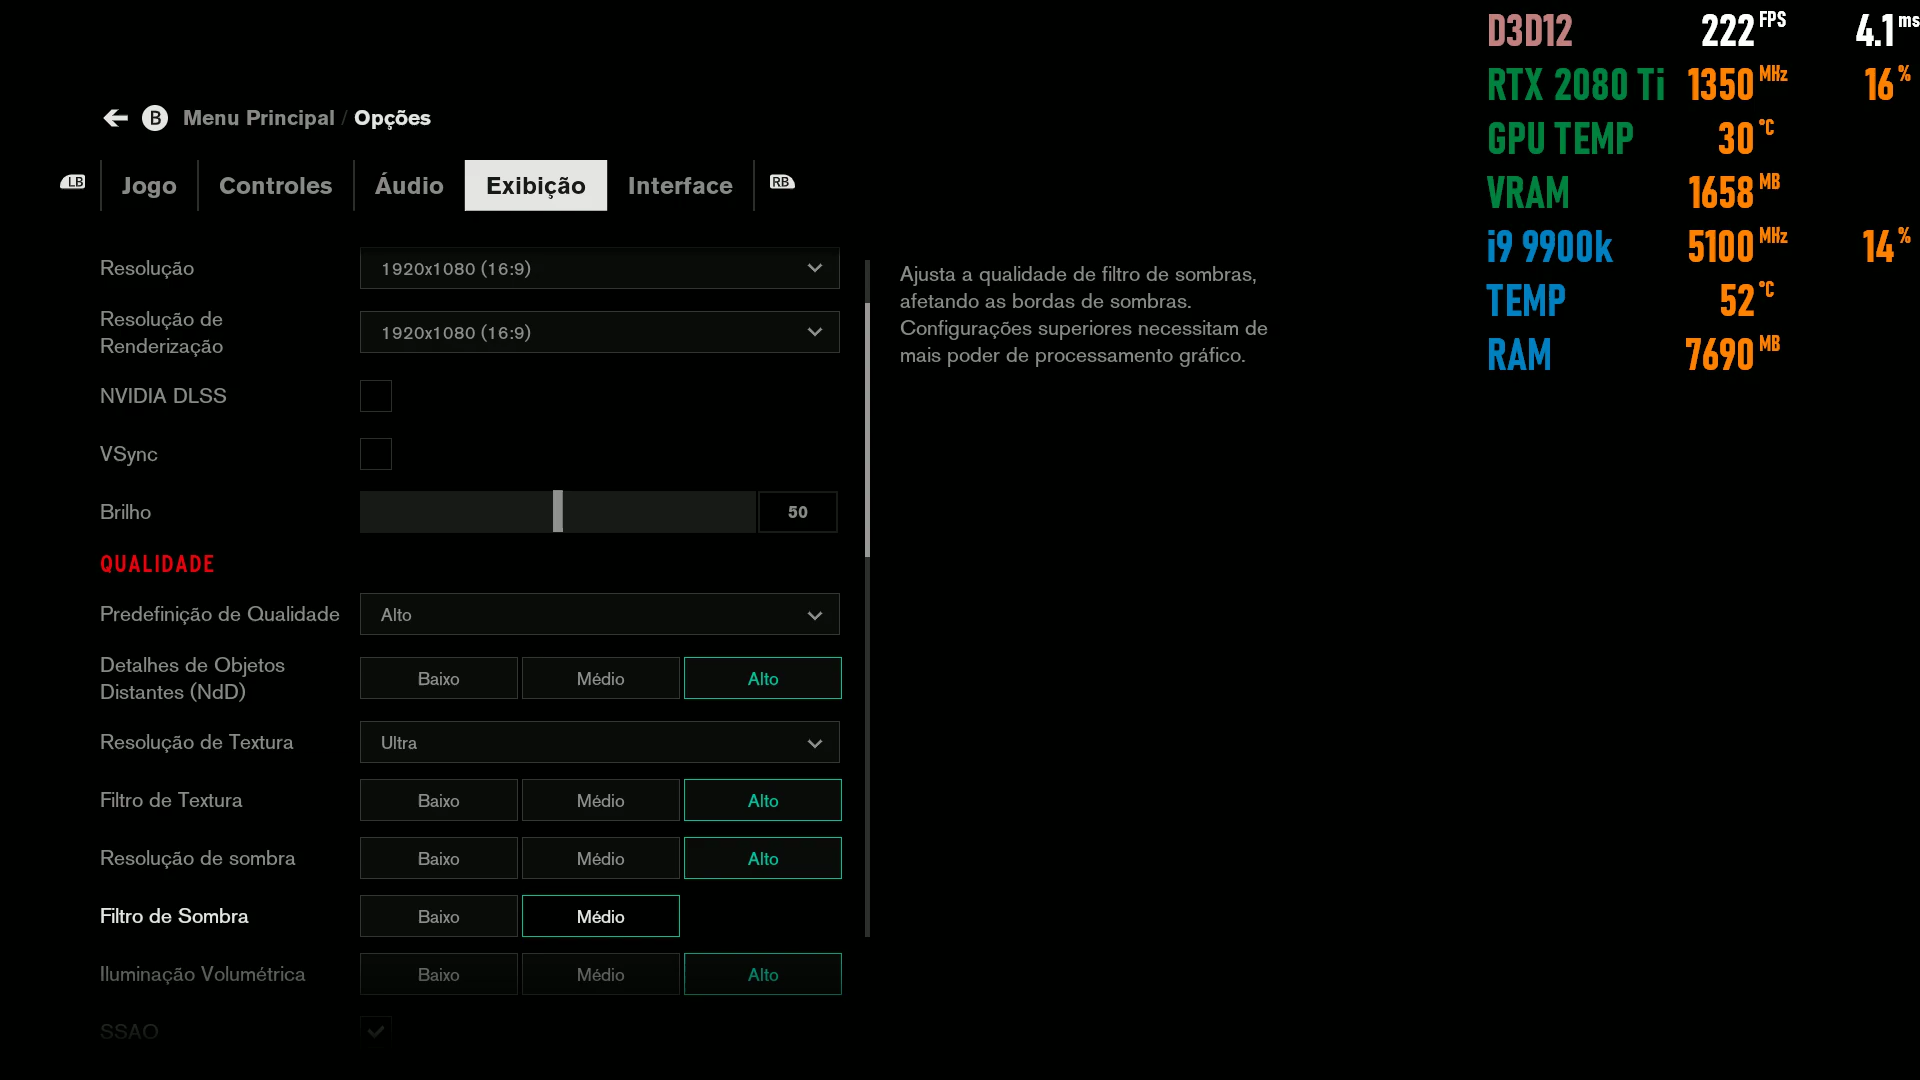 D3D12 222 FPS 4.1 ms
RTX 2080 Ti 1350 MHz 16 %
GPU TEMP 30 °C
VRAM 1658 MB
i9 9900k 5100 MHz 14 %
TEMP 52 °C
RAM 7690 MB
B Menu Principal / Opções
LB Jogo Controles Áudio Exibição Interface RB
Resolução 1920x1080 (16:9)
Resolução de
Renderização
1920x1080 (16:9)
NVIDIA DLSS
VSync
Brilho 50
QUALIDADE
Predefinição de Qualidade Alto
Detalhes de Objetos
Distantes (NdD)
Baixo Médio Alto
Resolução de Textura Ultra
Filtro de Textura Baixo Médio Alto
Resolução de sombra Baixo Médio Alto
Filtro de Sombra Baixo Médio
Iluminação Volumétrica Baixo Médio Alto
SSAO
Ajusta a qualidade de filtro de sombras,
afetando as bordas de sombras.
Configurações superiores necessitam de
mais poder de processamento gráfico.